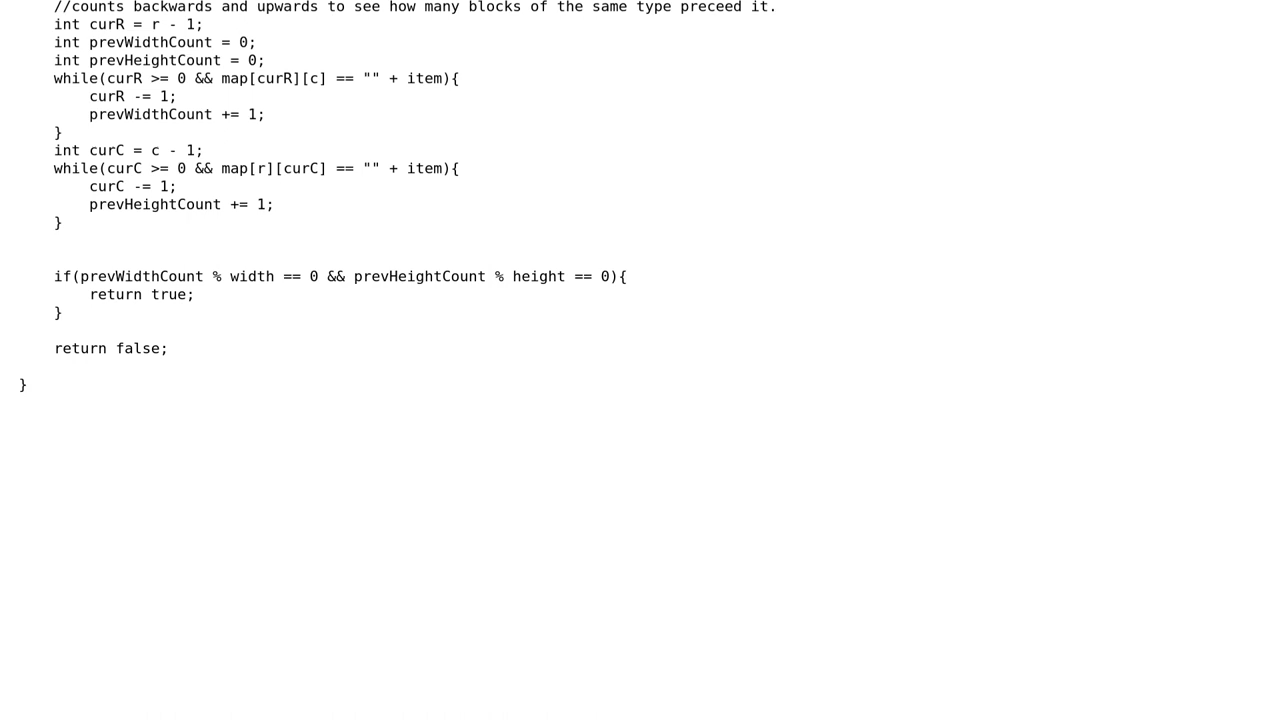 //counts backwards and upwards to see how many blocks of the same type preceed it.
int curR = r - 1;
int prevWidthCount = 0;
int prevHeightCount = 0;
while(curR >= 0 && map[curR][c] == "" + item){
curR -= 1;
prevWidthCount += 1;
}
int curC = c - 1;
while(curC >= 0 && map[r][curC] == "" + item){
curC -= 1;
prevHeightCount += 1;
}
if(prevWidthCount % width == 0 && prevHeightCount % height == 0){
return true;
}
return false;
}